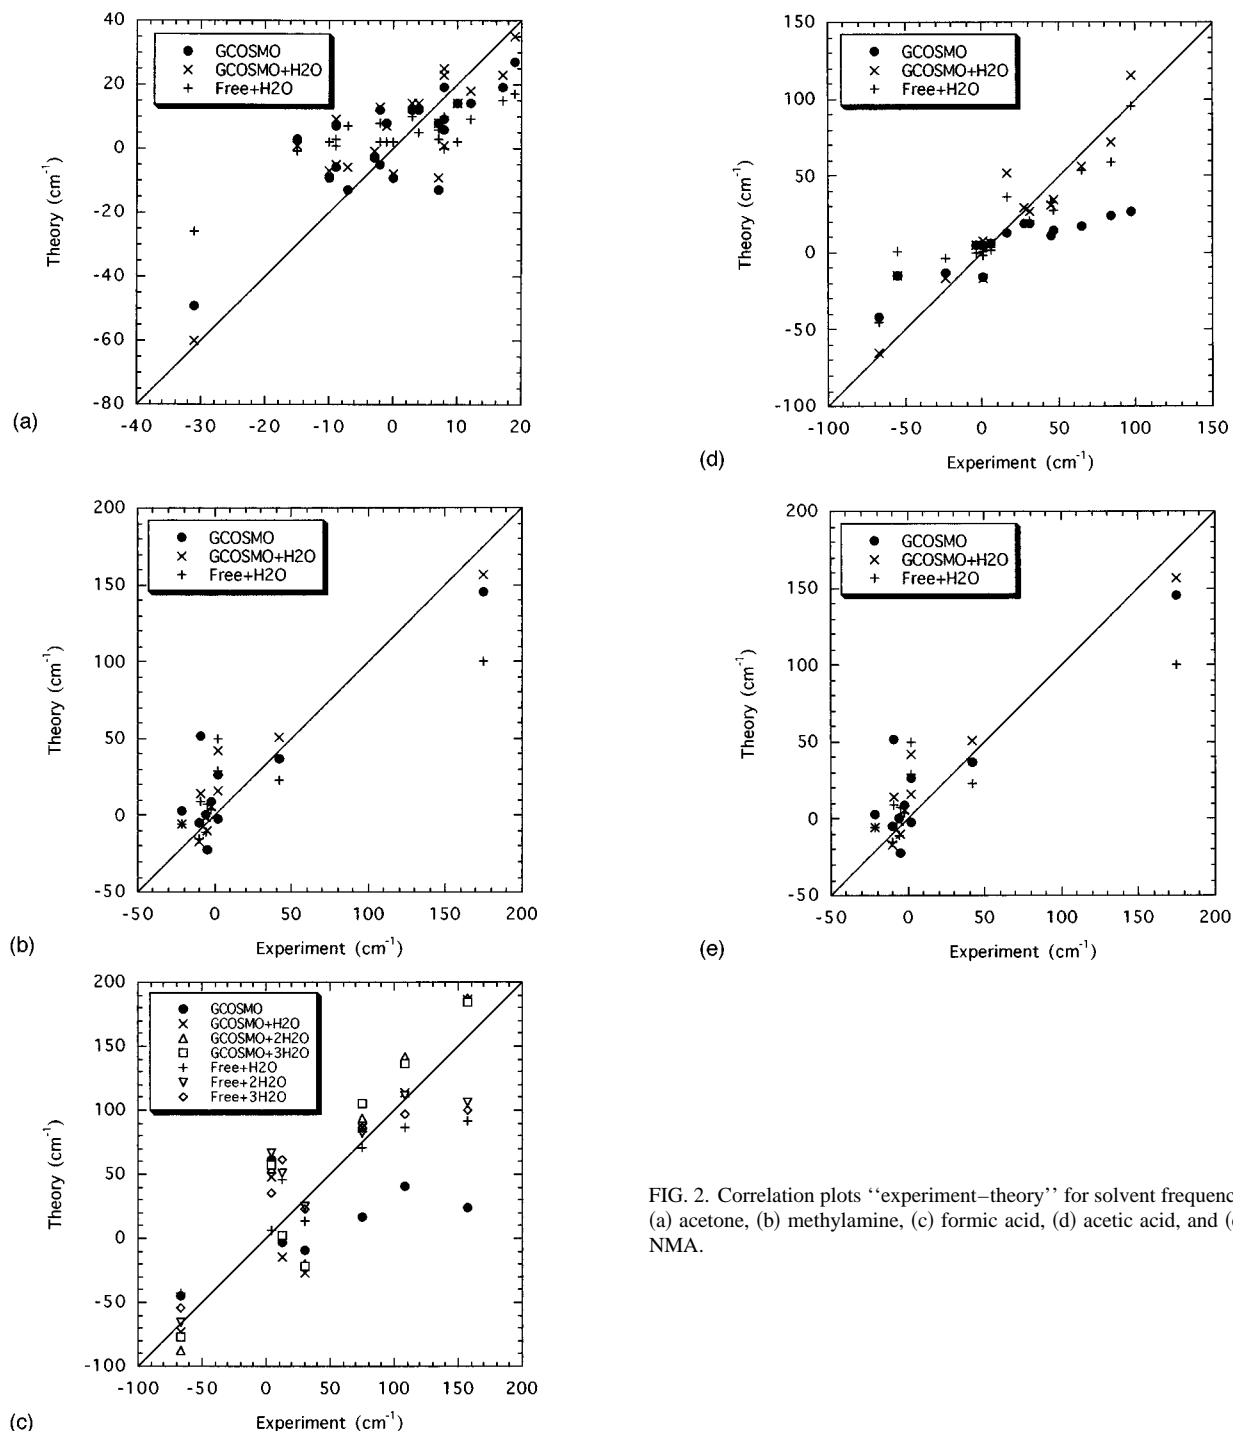 40
20
0
-20
-40
-60
-80
Theory (cm-1)
GCOSMO
GCOSMO+H2O
Free+H2O
-40 -30 -20 -10 0 10 20
(a)
150
100
50
0
-50
-100
Theory (cm-1)
GCOSMO
GCOSMO+H2O
Free+H2O
-100 -50 0 50 100 150
Experiment (cm-1)
(d)
200
150
100
50
0
-50
Theory (cm-1)
GCOSMO
GCOSMO+H2O
Free+H2O
-50 0 50 100 150 200
Experiment (cm-1)
(b)
200
150
100
50
0
-50
Theory (cm-1)
GCOSMO
GCOSMO+H2O
Free+H2O
-50 0 50 100 150 200
Experiment (cm-1)
(e)
200
150
100
50
0
-50
-100
Theory (cm-1)
GCOSMO
GCOSMO+H2O
GCOSMO+2H2O
GCOSMO+3H2O
Free+H2O
Free+2H2O
Free+3H2O
-100 -50 0 50 100 150 200
Experiment (cm-1)
(c)
FIG. 2. Correlation plots ‘‘experiment–theory’’ for solvent frequenc
(a) acetone, (b) methylamine, (c) formic acid, (d) acetic acid, and (
NMA.